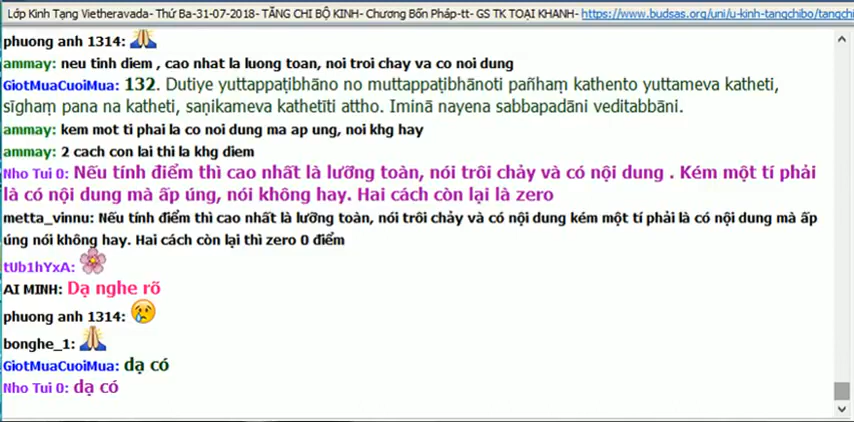 Lớp Kinh Tạng Vietheravada- Thứ Ba-31-07-2018- TĂNG CHI BỘ KINH- Chương Bốn Pháp-tt- GS TK TOẠI KHANH- https://www.budsas.org/uni/u-kinh-tangchibo/tangchi
phuong anh 1314:
ammay: neu tinh diem , cao nhat la luong toan, noi troi chay va co noi dung
GiotMuaCuoiMua: 132. Dutiye yuttappaṭibhāno no muttappaṭibhānoti pañhaṃ kathento yuttameva katheti,
sīghaṃ pana na katheti, saṇikameva kathetīti attho. Iminā nayena sabbapadāni veditabbāni.
ammay: kem mot ti phai la co noi dung ma ap ung, noi khg hay
ammay: 2 cach con lai thi la khg diem
Nho Tui 0: Nếu tính điểm thì cao nhất là lưỡng toàn, nói trôi chảy và có nội dung . Kém một tí phải
là có nội dung mà ấp úng, nói không hay. Hai cách còn lại là zero
metta_vinnu: Nếu tính điểm thì cao nhất là lưỡng toàn, nói trôi chảy và có nội dung kém một tí phải là có nội dung mà ấp
úng nói không hay. Hai cách còn lại thì zero 0 điểm
tUb1hYxA:
AI MINH: Dạ nghe rõ
phuong anh 1314:
bonghe_1:
GiotMuaCuoiMua: dạ có
Nho Tui 0: dạ có